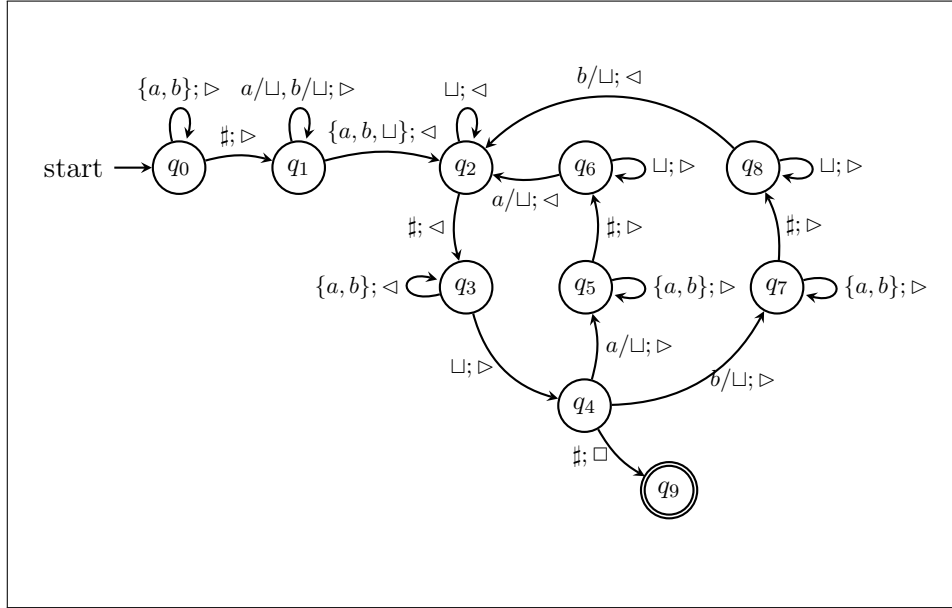 b/⊔; ◁
{a, b}; ▷ a/⊔, b/⊔; ▷ ⊔; ◁
♯; ▷ {a, b, ⊔}; ◁
start q0 q1 q2 q6 ⊔; ▷ q8 ⊔; ▷
a/⊔; ◁
♯; ◁ ♯; ▷ ♯; ▷
{a, b}; ◁ q3 q5 {a, b}; ▷ q7 {a, b}; ▷
⊔; ▷ a/⊔; ▷
b/⊔; ▷
q4
♯; □
q9